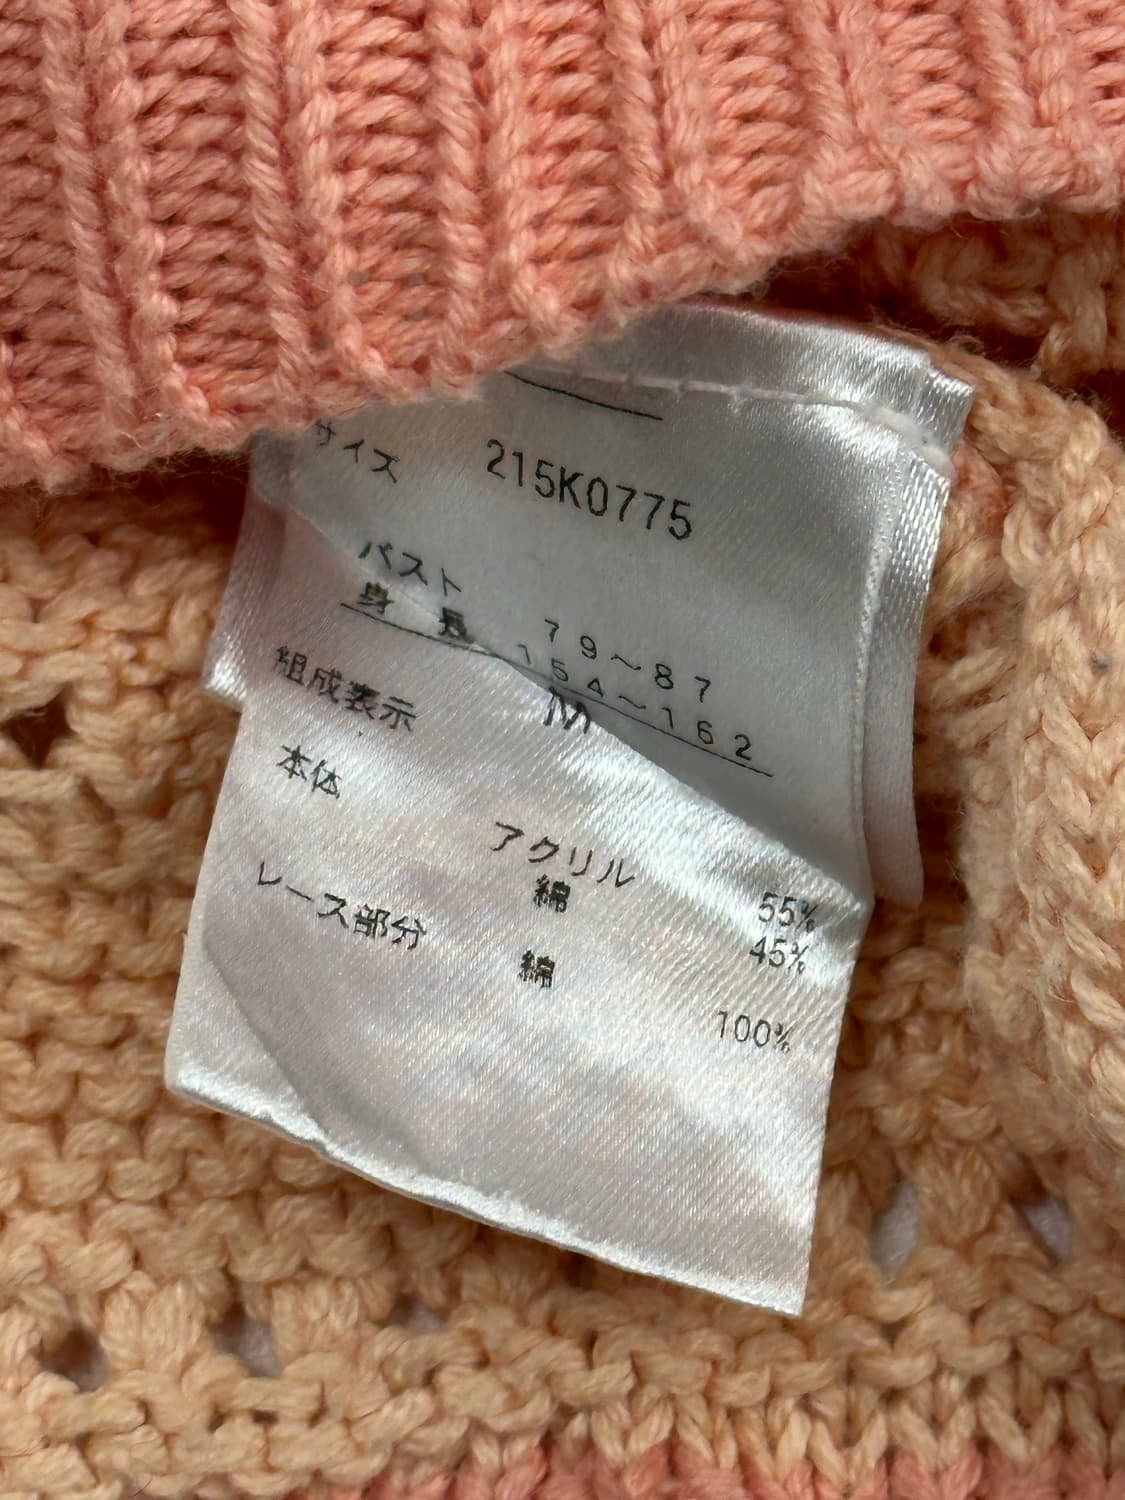 215K0775
サイズ
バスト 79~87
身 長 154~162
M
組成表示
本体
アクリル 55%
綿 45%
レース部分
綿 100%